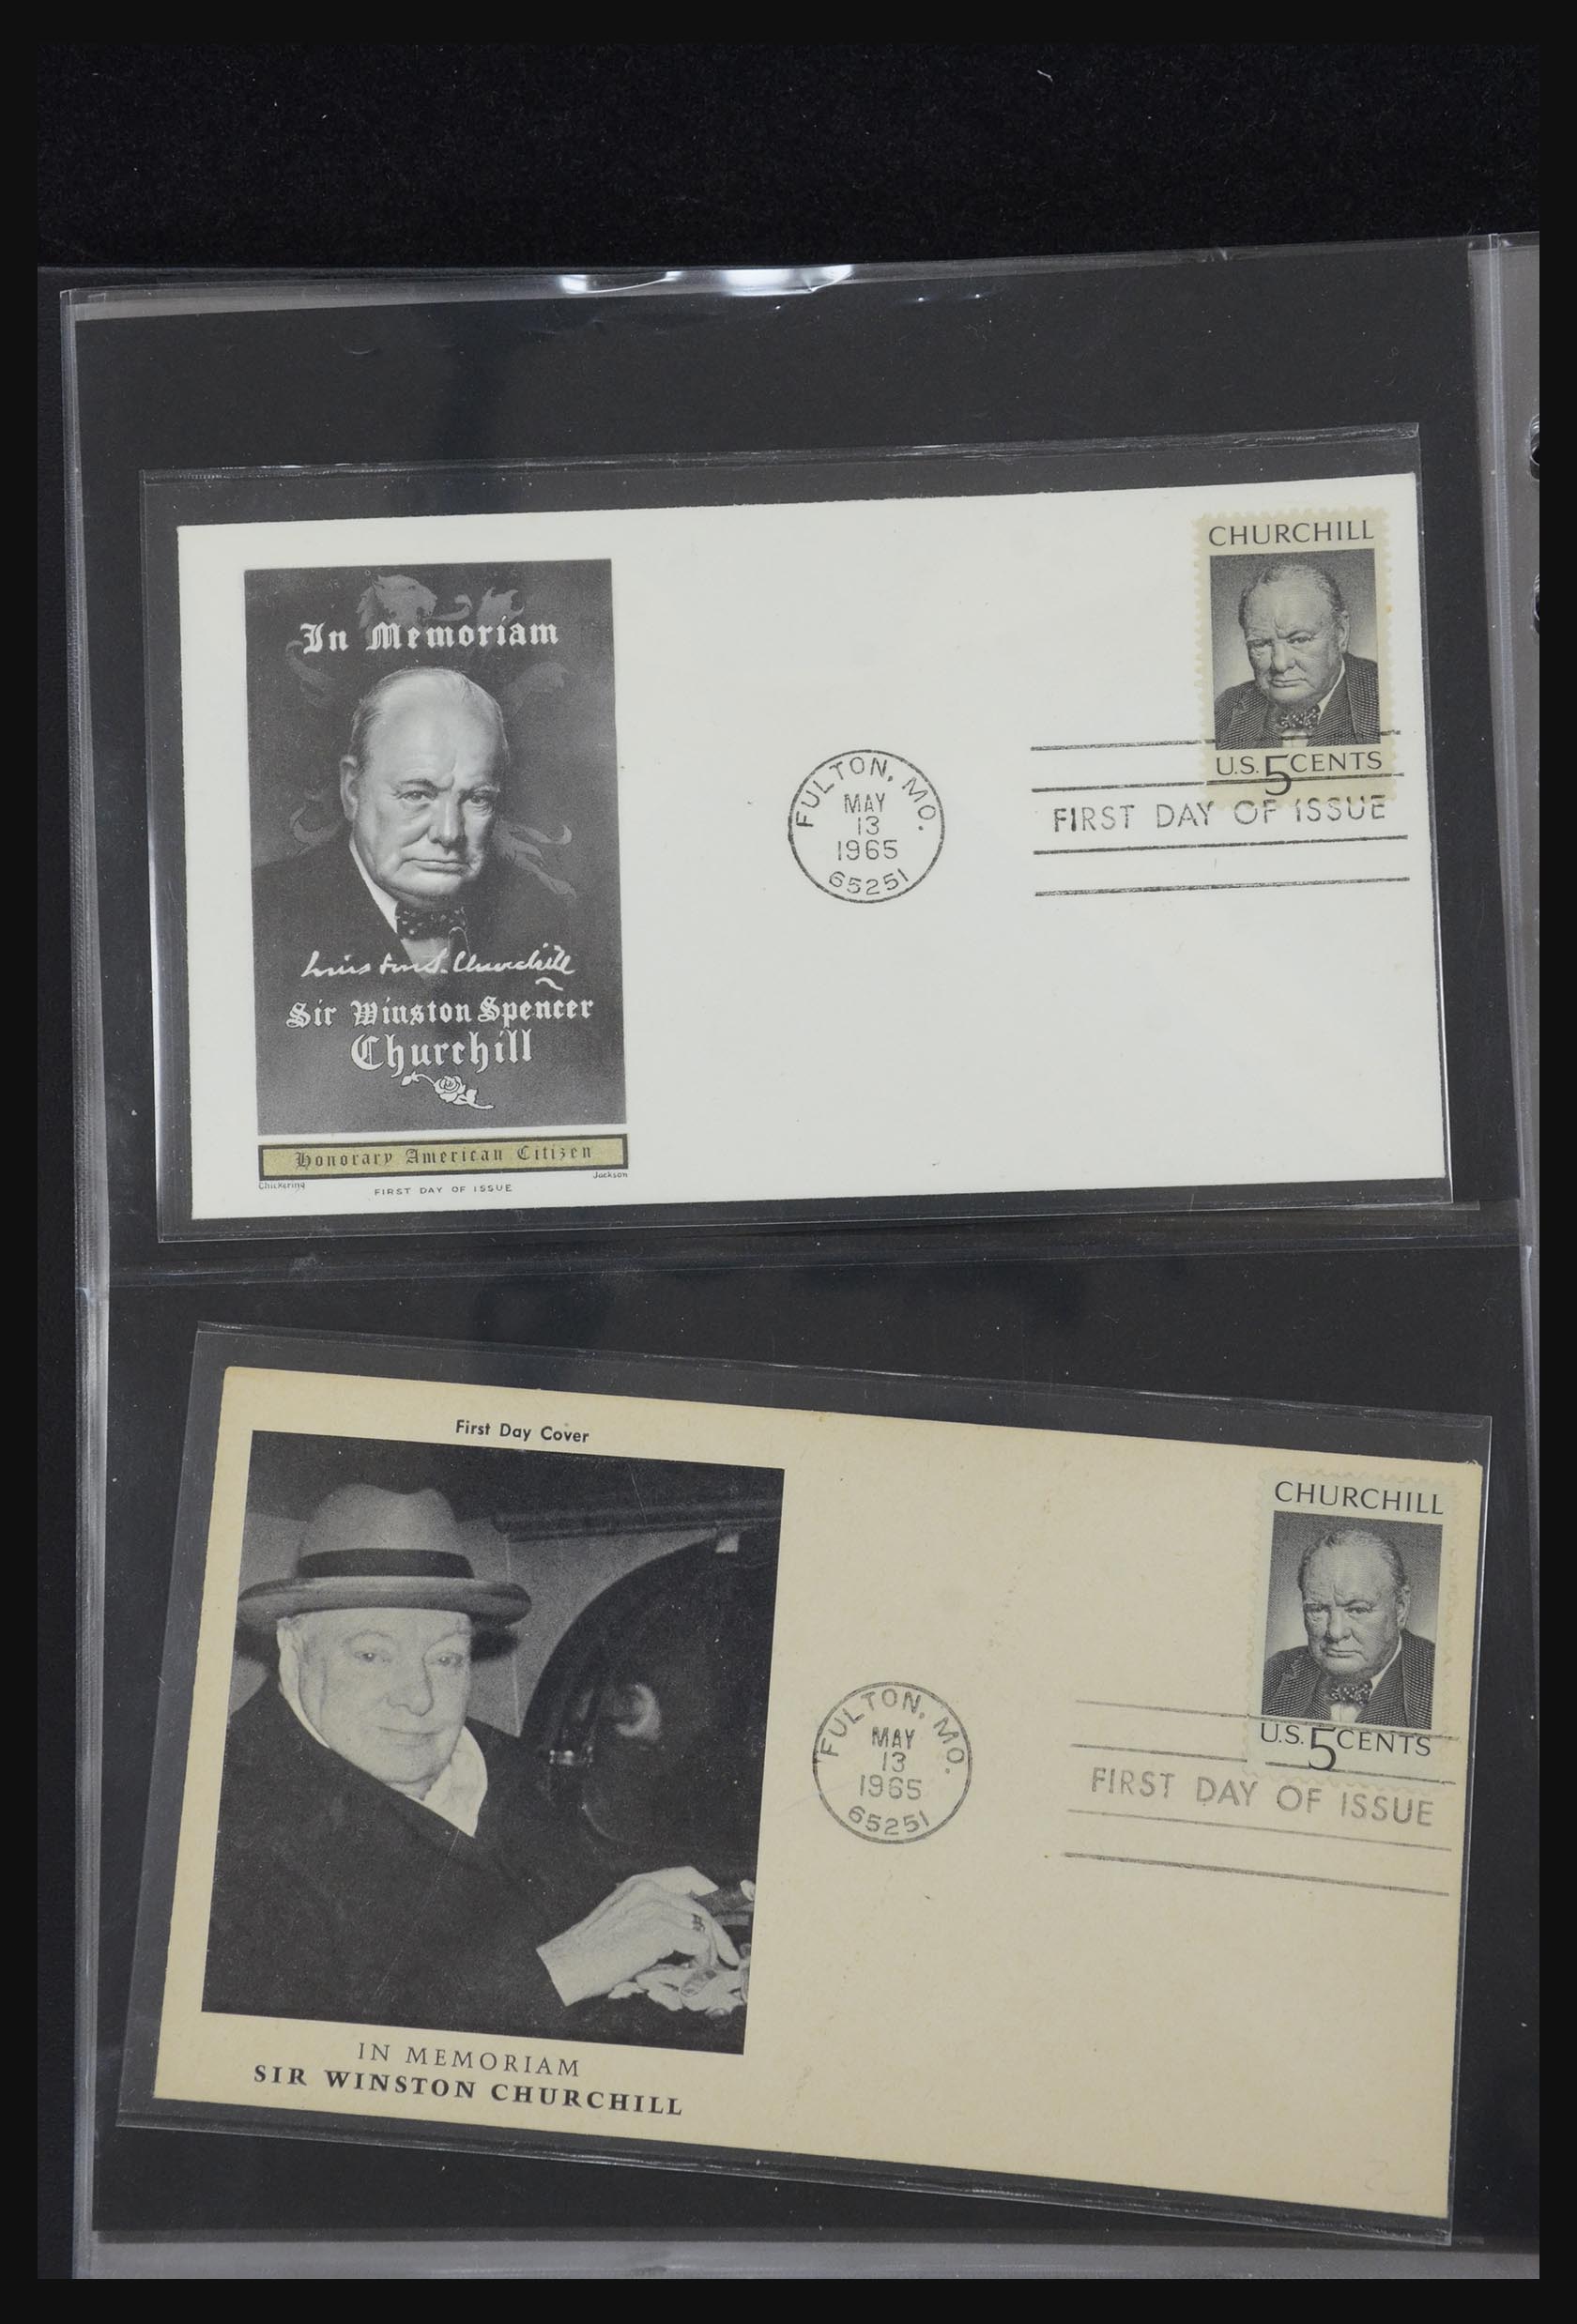 In Memoriam
Winston S. Churchill
Sir Winston Spencer
Churchill
Honorary American Citizen
Chickering
Jackson
FIRST DAY OF ISSUE
FULTON, MO.
MAY
13
1965
65251
CHURCHILL
U.S. 5 CENTS
FIRST DAY OF ISSUE
First Day Cover
IN MEMORIAM
SIR WINSTON CHURCHILL
FULTON, MO.
MAY
13
1965
65251
CHURCHILL
U.S. 5 CENTS
FIRST DAY OF ISSUE